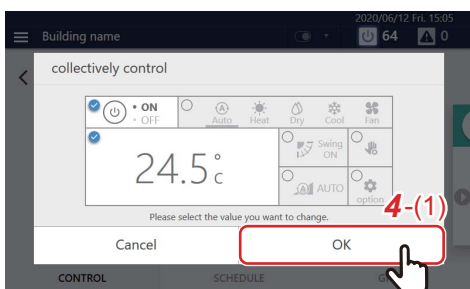 2020/06/12 Fri. 15:05
Building name
64
0
collectively control
• ON
• OFF
A
Auto
Heat
Dry
Cool
Fan
24.5°c
Swing
ON
A AUTO
option
Please select the value you want to change.
4-(1)
Cancel
OK
CONTROL
SCHEDULE